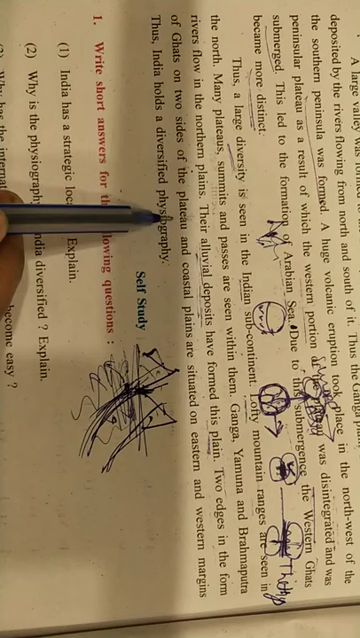 A large valley was
deposited by the rivers flowing from north and south of it. Thus the
the southern peninsula was formed. A huge volcanic eruption took place in the north-west of the
peninsular plateau as a result of which the western portion of the was disintegrated and was
submerged. This led to the formation of Arabian Sea. Due to this submergence the Western Ghats
became more distinct.
Thus, a large diversity is seen in the Indian sub-continent. Lofty mountain ranges are seen in
the north. Many plateaus, summits and passes are seen within them. Ganga, Yamuna and Brahmaputra
rivers flow in the northern plains. Their alluvial deposits have formed this plain. Two edges in the form
of Ghats on two sides of the plateau and coastal plains are situated on eastern and western margins
Thus, India holds a diversified physiography.
Self Study
1. Write short answers for th lowing questions :
(1) India has a strategic loc Explain.
(2) Why is the physiograph ndia diversified ? Explain.
become easy ?